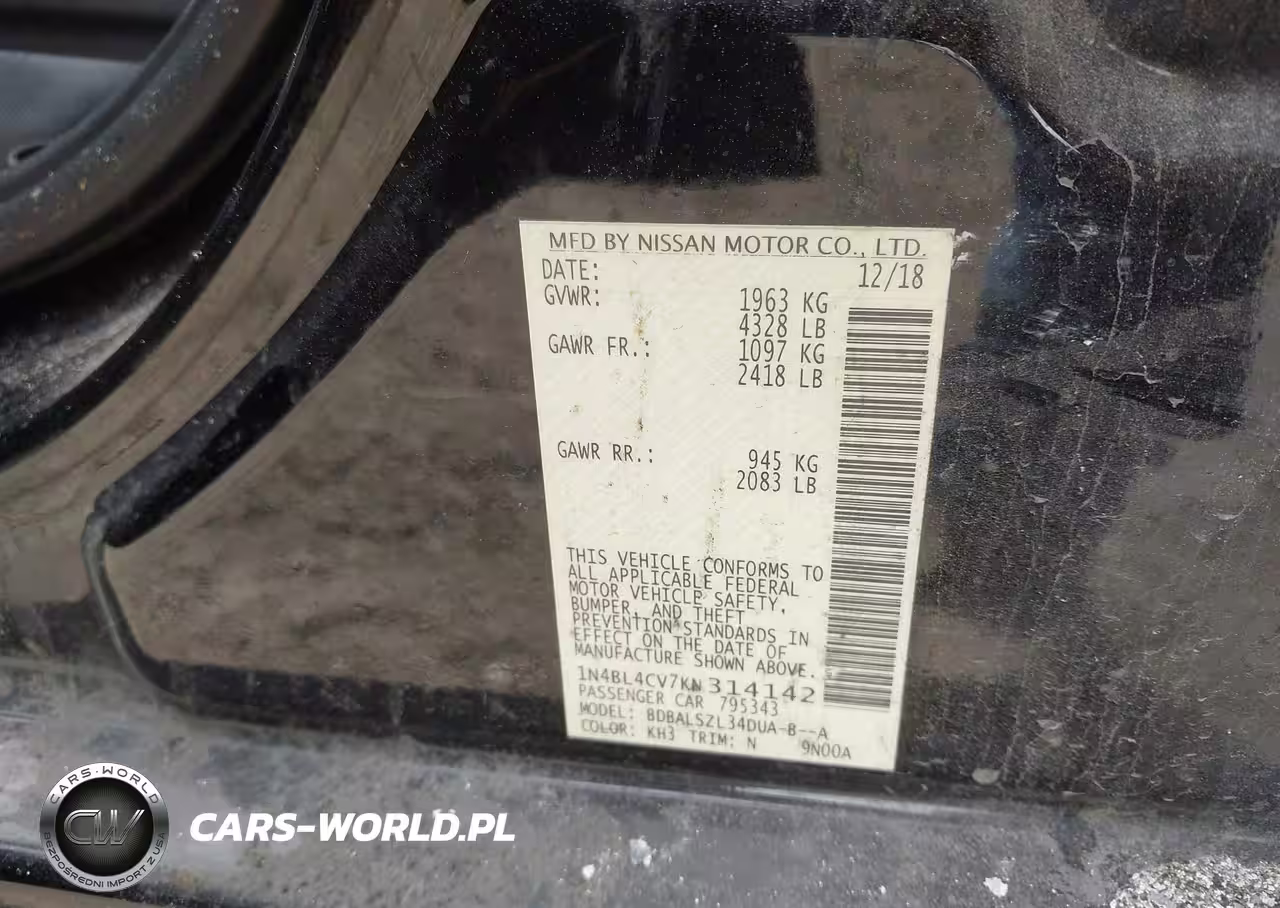 MFD BY NISSAN MOTOR CO., LTD.
DATE: 12/18
GVWR: 1963 KG
4328 LB
GAWR FR.: 1097 KG
2418 LB
GAWR RR.: 945 KG
2083 LB
THIS VEHICLE CONFORMS TO
ALL APPLICABLE FEDERAL
MOTOR VEHICLE SAFETY,
BUMPER, AND THEFT
PREVENTION STANDARDS IN
EFFECT ON THE DATE OF
MANUFACTURE SHOWN ABOVE.
1N4BL4CV7KN314142
PASSENGER CAR 795343
MODEL: BDBALSZL34DUA-B--A
COLOR: KH3 TRIM: N 9N00A
CARS-WORLD
CW
BEZPOŚREDNI IMPORT Z USA
CARS-WORLD.PL